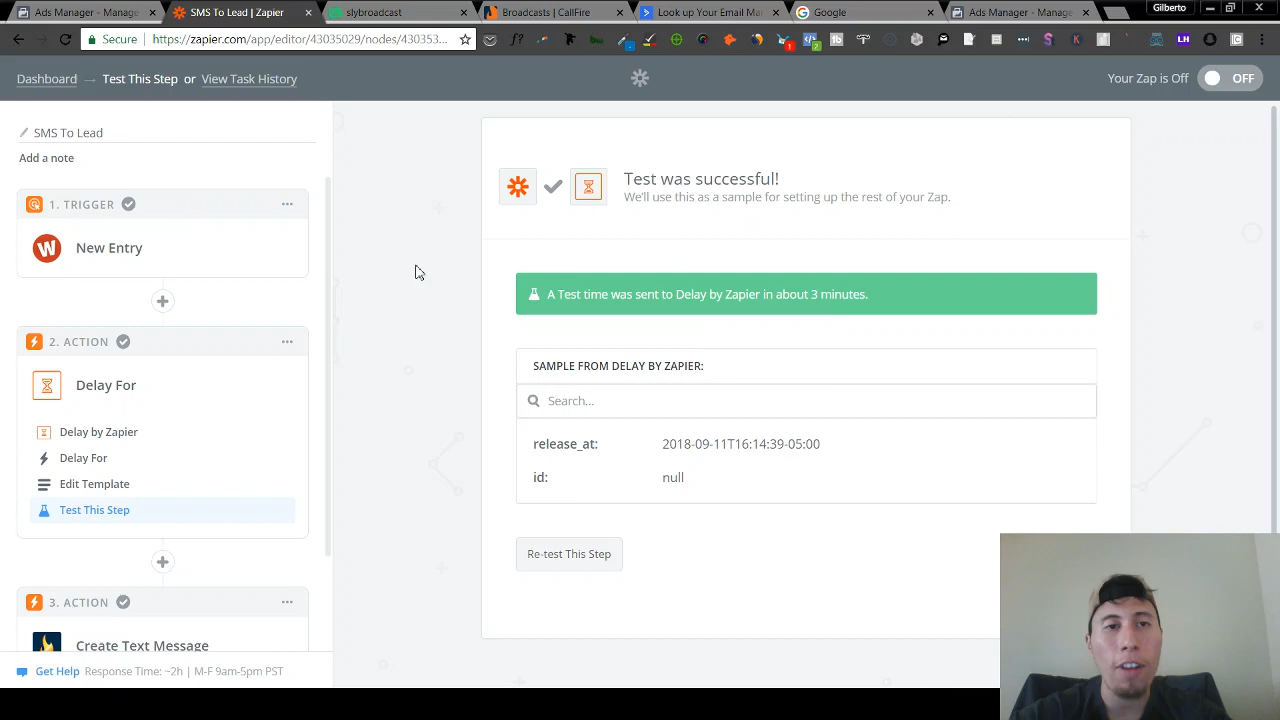 Ads Manager - Manage
SMS To Lead | Zapier
slybroadcast
Broadcasts | CallFire
Look up Your Email Mar
Google
Ads Manager - Manage
Gilberto
Secure
https://zapier.com/app/editor/43035029/nodes/430353...
Dashboard → Test This Step or View Task History
Your Zap is Off
OFF
SMS To Lead
Add a note
1. TRIGGER
New Entry
2. ACTION
Delay For
Delay by Zapier
Delay For
Edit Template
Test This Step
3. ACTION
Create Text Message
Get Help Response Time: ~2h | M-F 9am-5pm PST
Test was successful!
We'll use this as a sample for setting up the rest of your Zap.
A Test time was sent to Delay by Zapier in about 3 minutes.
SAMPLE FROM DELAY BY ZAPIER:
Search...
release_at: 2018-09-11T16:14:39-05:00
id: null
Re-test This Step